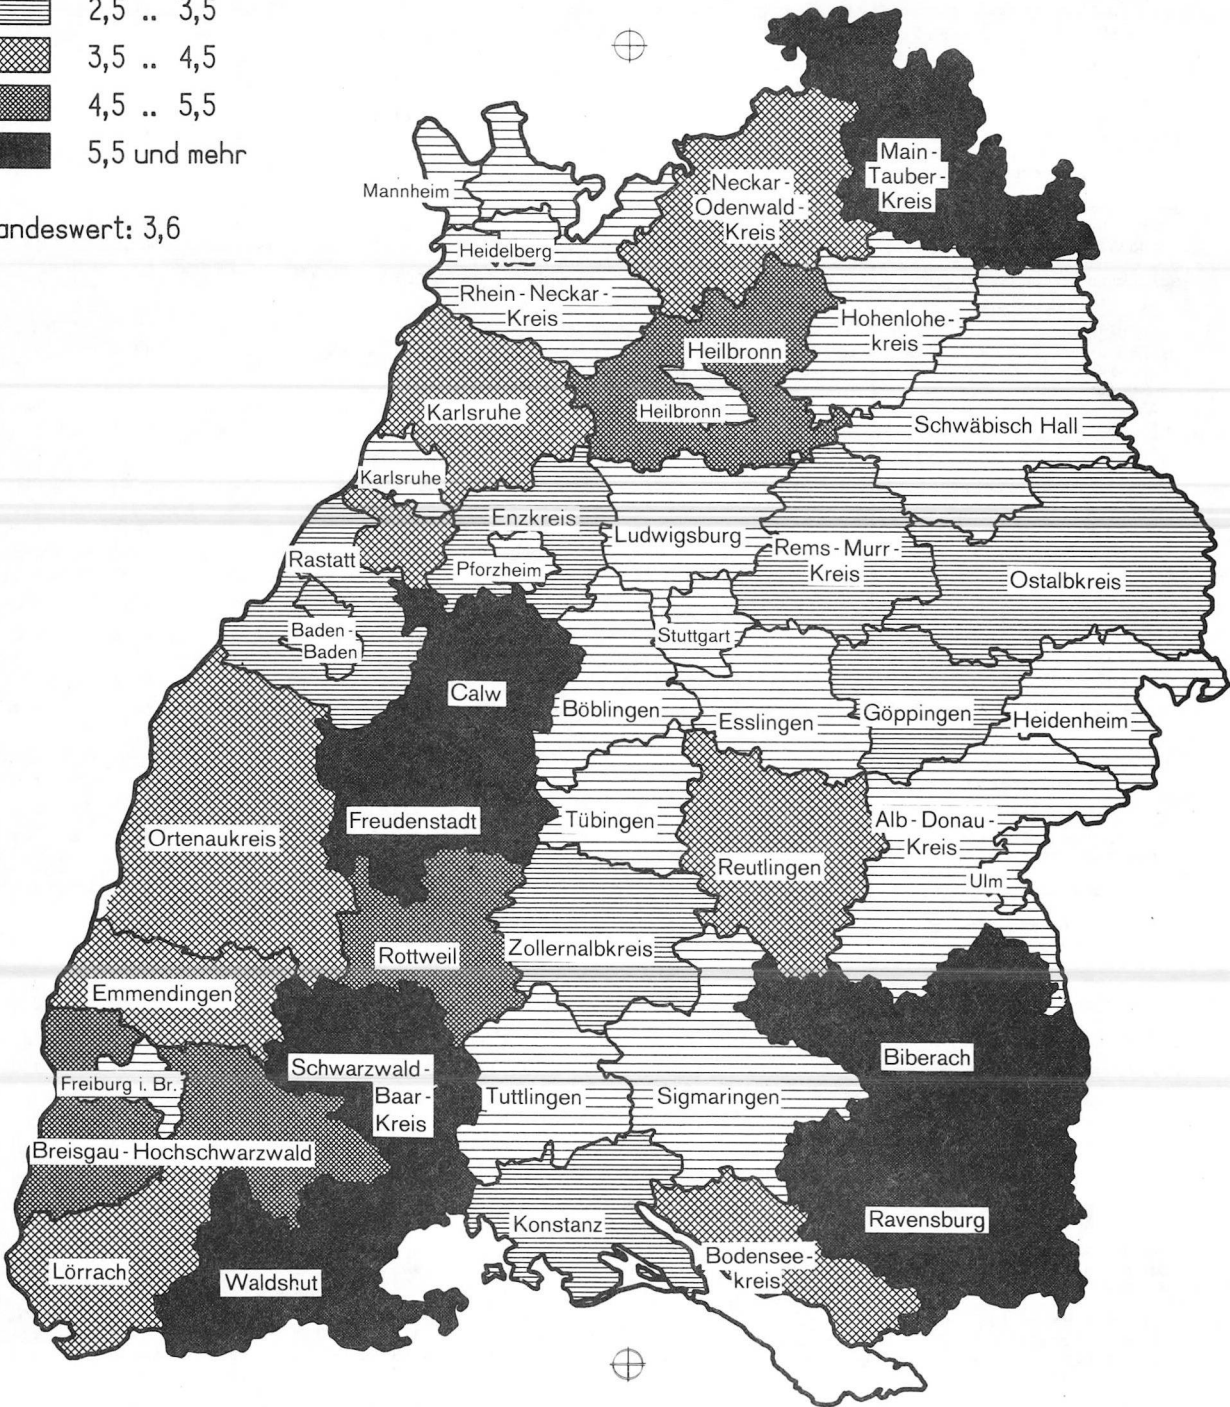 2,5 .. 3,5
3,5 .. 4,5
4,5 .. 5,5
5,5 und mehr
andeswert: 3,6
Main-
Tauber-
Kreis
Neckar-
Odenwald-
Kreis
Mannheim
Heidelberg
Rhein-Neckar-
Kreis
Hohenlohe-
kreis
Heilbronn
Heilbronn
Karlsruhe
Schwäbisch Hall
Karlsruhe
Enzkreis
Ludwigsburg
Rems-Murr-
Kreis
Rastatt
Pforzheim
Ostalbkreis
Baden-
Baden
Stuttgart
Calw
Böblingen
Esslingen
Göppingen
Heidenheim
Freudenstadt
Tübingen
Alb-Donau-
Kreis
Ortenaukreis
Reutlingen
Ulm
Rottweil
Zollernalbkreis
Emmendingen
Schwarzwald-
Baar-
Kreis
Biberach
Freiburg i. Br.
Tuttlingen
Sigmaringen
Breisgau-Hochschwarzwald
Konstanz
Ravensburg
Lörrach
Waldshut
Bodensee-
kreis